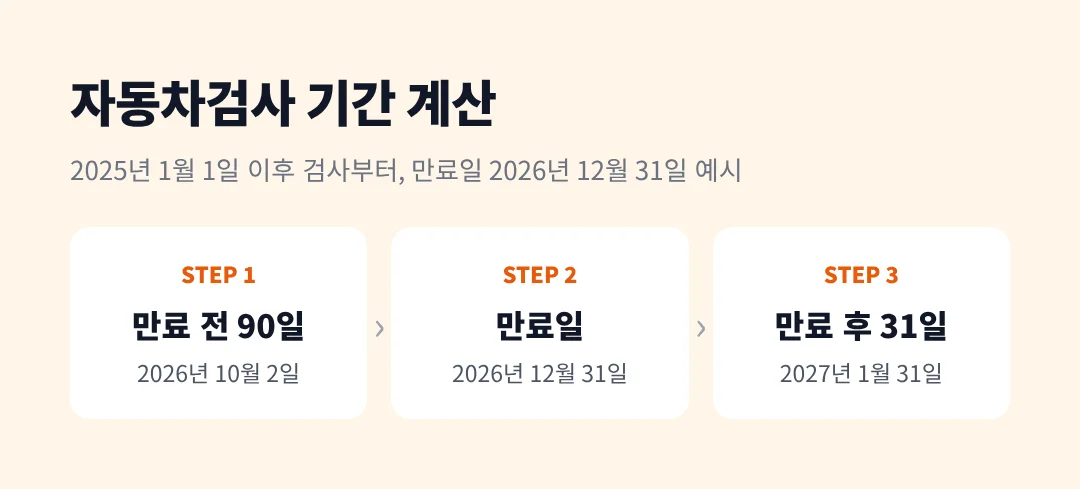 자동차검사 기간 계산
2025년 1월 1일 이후 검사부터, 만료일 2026년 12월 31일 예시
STEP 1
만료 전 90일
2026년 10월 2일
›
STEP 2
만료일
2026년 12월 31일
›
STEP 3
만료 후 31일
2027년 1월 31일